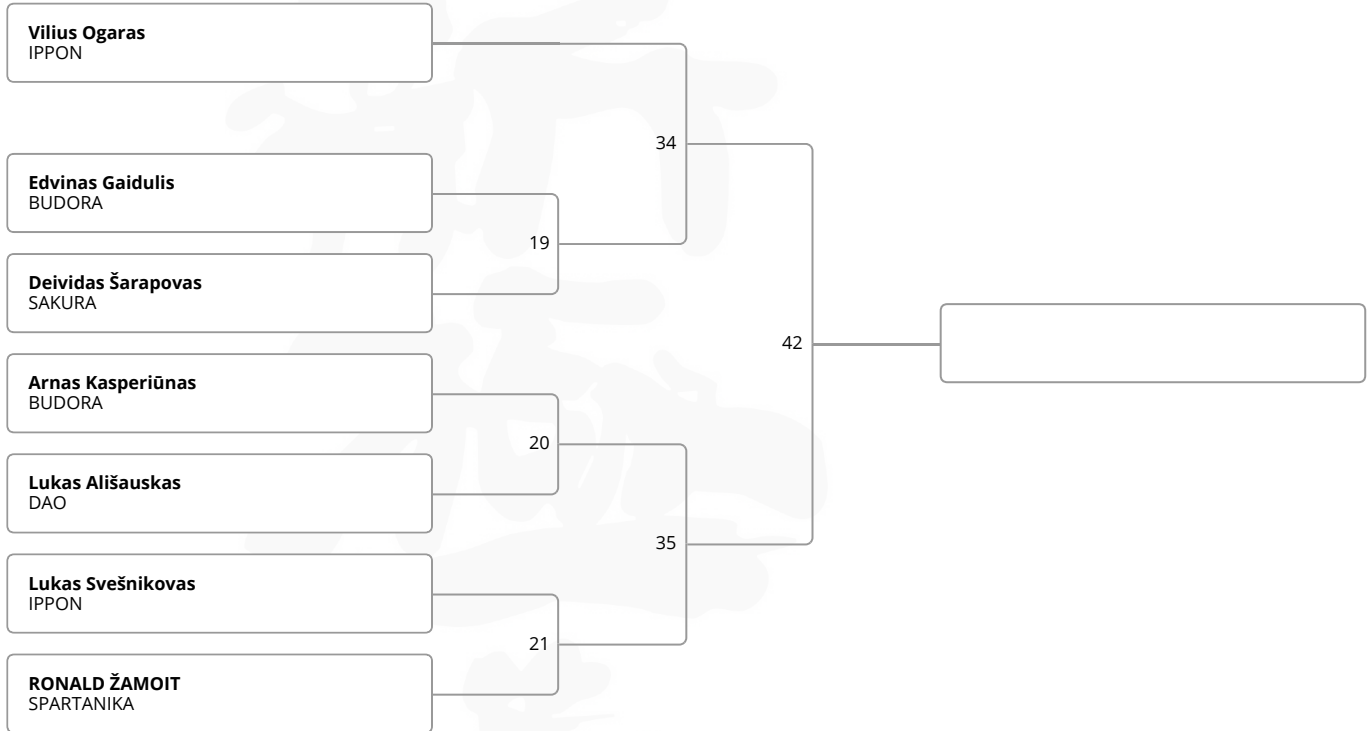 Vilius Ogaras
IPPON
34
Edvinas Gaidulis
BUDORA
19
Deividas Šarapovas
SAKURA
42
Arnas Kasperiūnas
BUDORA
20
Lukas Ališauskas
DAO
35
Lukas Svešnikovas
IPPON
21
RONALD ŽAMOIT
SPARTANIKA